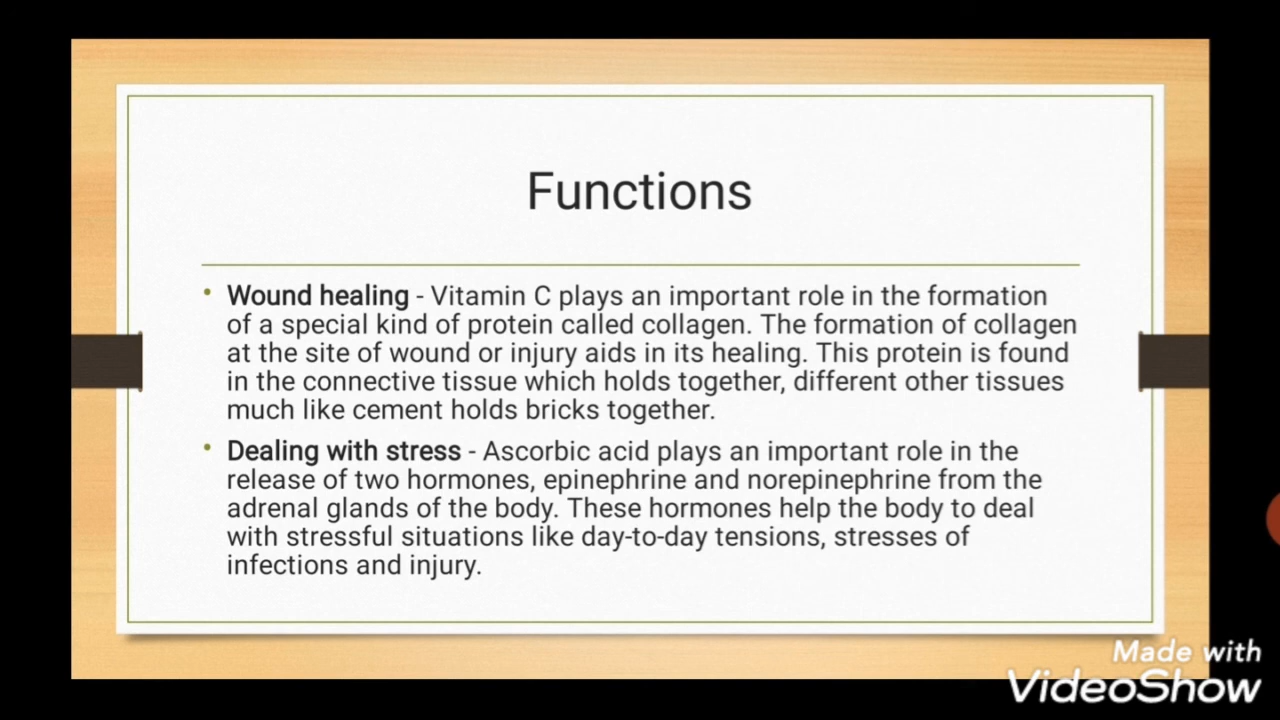 Functions
• Wound healing - Vitamin C plays an important role in the formation
of a special kind of protein called collagen. The formation of collagen
at the site of wound or injury aids in its healing. This protein is found
in the connective tissue which holds together, different other tissues
much like cement holds bricks together.
• Dealing with stress - Ascorbic acid plays an important role in the
release of two hormones, epinephrine and norepinephrine from the
adrenal glands of the body. These hormones help the body to deal
with stressful situations like day-to-day tensions, stresses of
infections and injury.
Made with
VideoShow